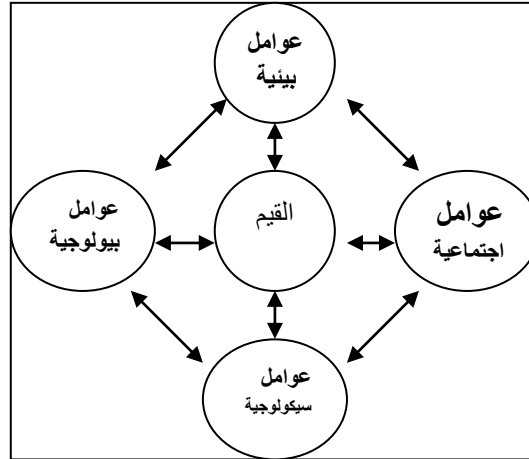 عوامل
بيئية
عوامل
اجتماعية
القيم
عوامل
بيولوجية
عوامل
سيكولوجية